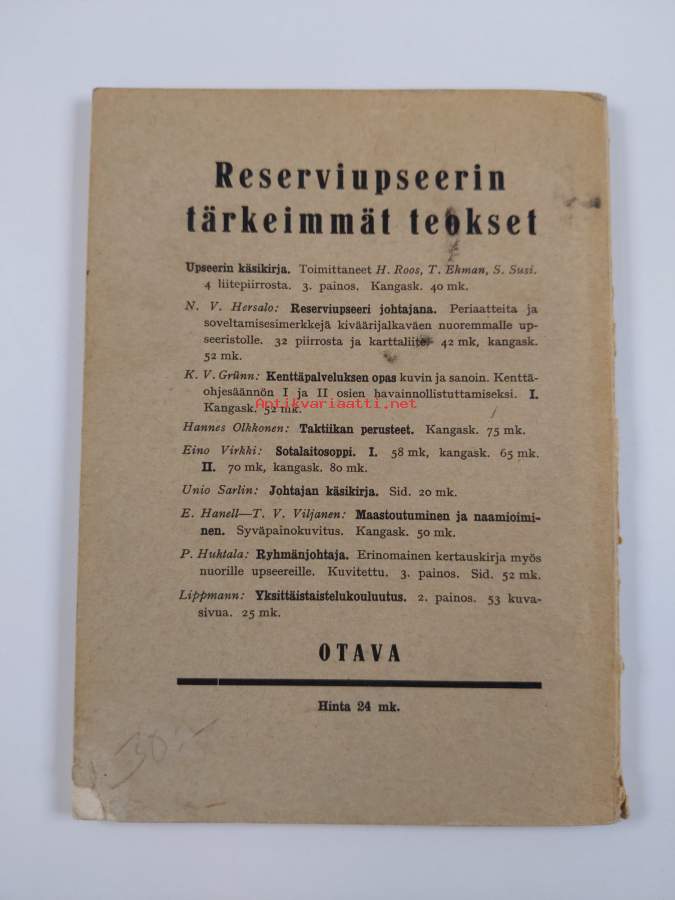 Reserviupseerin
tärkeimmät teokset
Upseerin käsikirja. Toimittaneet H. Roos, T. Ehman, S. Susi.
4 liitepiirrosta. 3. painos. Kangask. 40 mk.
N. V. Hersalo: Reserviupseeri johtajana. Periaatteita ja
soveltamisesimerkkejä kiväärijalkaväen nuoremmalle up-
seeristolle. 32 piirrosta ja karttaliite. 42 mk, kangask.
52 mk.
K. V. Grünn: Kenttäpalveluksen opas kuvin ja sanoin. Kenttä-
ohjesäännön I ja II osien havainnollistuttamiseksi. I.
Kangask. 52 mk.
Antikvariaatti.net
Hannes Olkkonen: Taktiikan perusteet. Kangask. 75 mk.
Eino Virkki: Sotalaitosoppi. I. 58 mk, kangask. 65 mk.
II. 70 mk, kangask. 80 mk.
Unio Sarlin: Johtajan käsikirja. Sid. 20 mk.
E. Hanell—T. V. Viljanen: Maastoutuminen ja naamioimi-
nen. Syväpainokuvitus. Kangask. 50 mk.
P. Huhtala: Ryhmänjohtaja. Erinomainen kertauskirja myös
nuorille upseereille. Kuvitettu. 3. painos. Sid. 52 mk.
Lippmann: Yksittäistaistelukouluutus. 2. painos. 53 kuva-
sivua. 25 mk.
OTAVA
Hinta 24 mk.
30:-